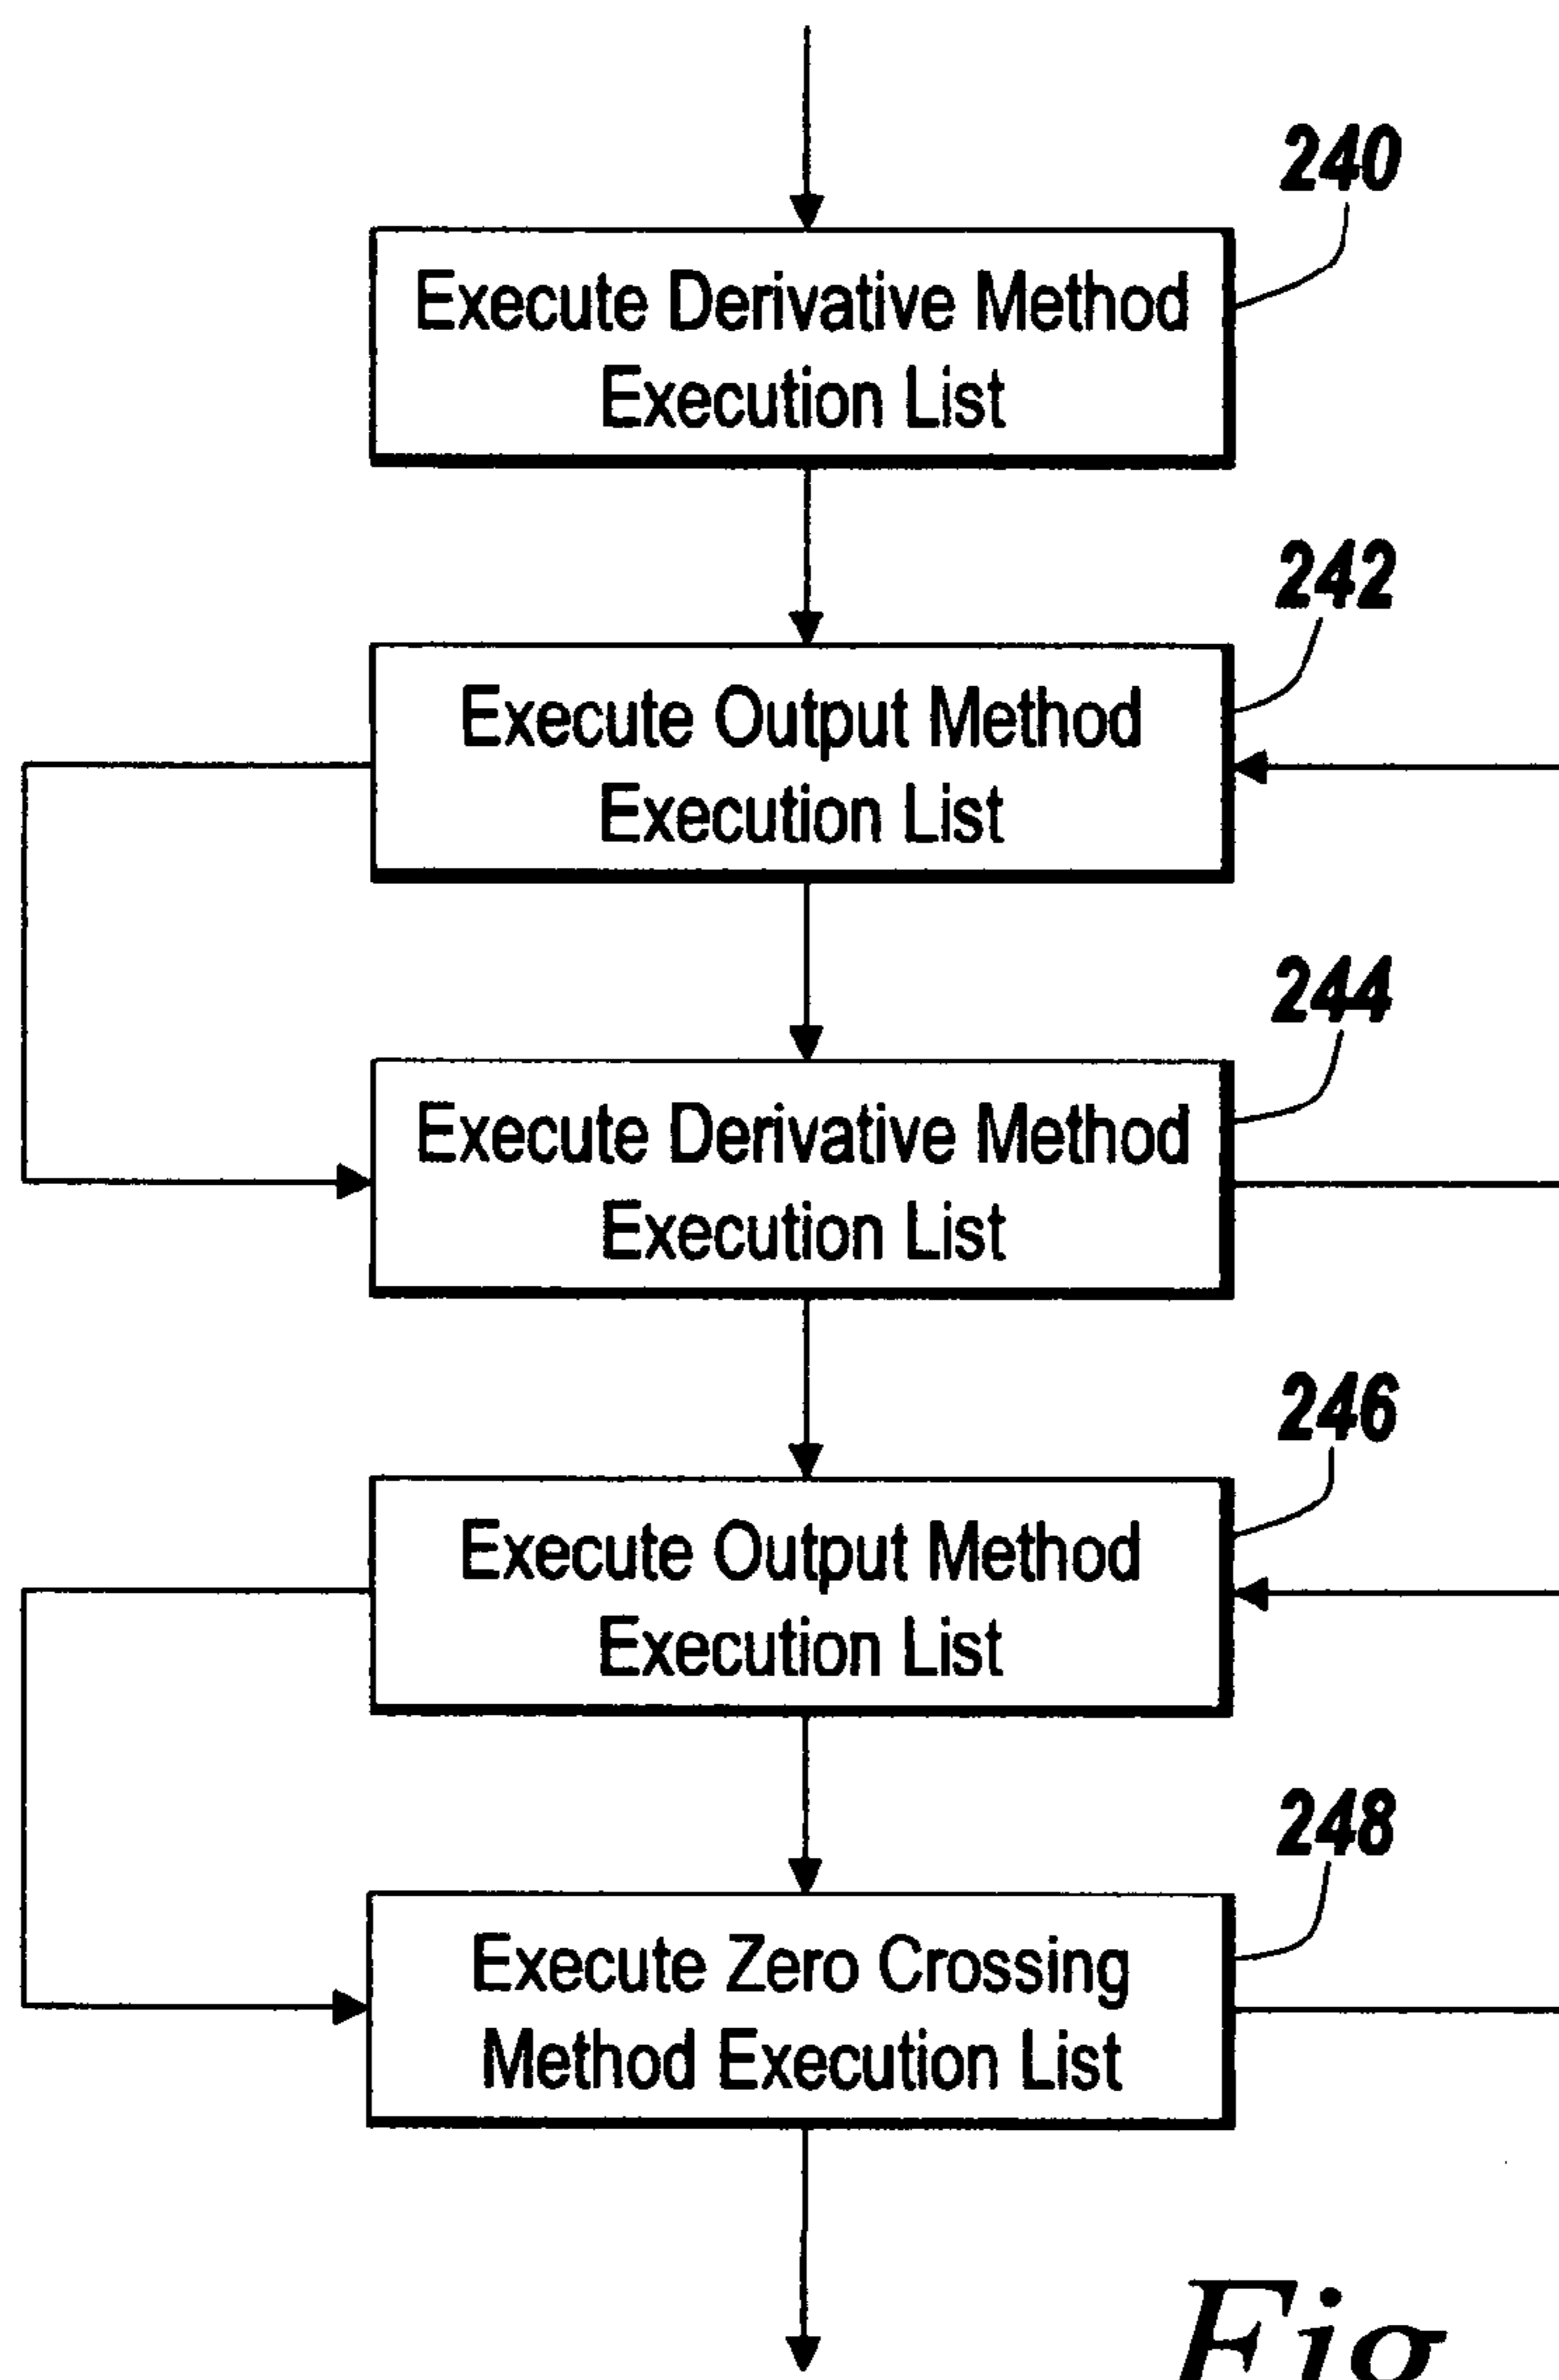 240
Execute Derivative Method
Execution List
242
Execute Output Method
Execution List
244
Execute Derivative Method
Execution List
246
Execute Output Method
Execution List
248
Execute Zero Crossing
Method Execution List
Fig